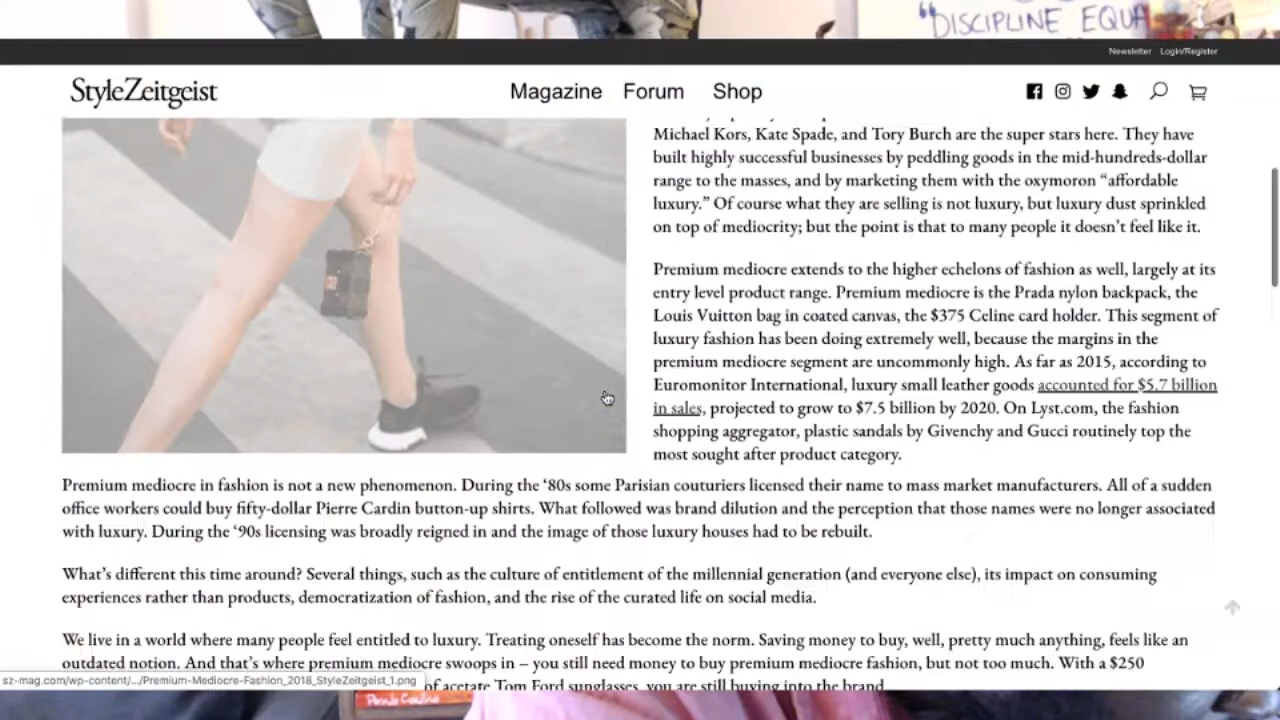 "DISCIPLINE EQUA
Newsletter Login/Register
StyleZeitgeist
Magazine Forum Shop
Michael Kors, Kate Spade, and Tory Burch are the super stars here. They have
built highly successful businesses by peddling goods in the mid-hundreds-dollar
range to the masses, and by marketing them with the oxymoron “affordable
luxury.” Of course what they are selling is not luxury, but luxury dust sprinkled
on top of mediocrity; but the point is that to many people it doesn’t feel like it.
Premium mediocre extends to the higher echelons of fashion as well, largely at its
entry level product range. Premium mediocre is the Prada nylon backpack, the
Louis Vuitton bag in coated canvas, the $375 Celine card holder. This segment of
luxury fashion has been doing extremely well, because the margins in the
premium mediocre segment are uncommonly high. As far as 2015, according to
Euromonitor International, luxury small leather goods accounted for $5.7 billion
in sales, projected to grow to $7.5 billion by 2020. On Lyst.com, the fashion
shopping aggregator, plastic sandals by Givenchy and Gucci routinely top the
most sought after product category.
Premium mediocre in fashion is not a new phenomenon. During the ‘80s some Parisian couturiers licensed their name to mass market manufacturers. All of a sudden
office workers could buy fifty-dollar Pierre Cardin button-up shirts. What followed was brand dilution and the perception that those names were no longer associated
with luxury. During the ‘90s licensing was broadly reigned in and the image of those luxury houses had to be rebuilt.
What’s different this time around? Several things, such as the culture of entitlement of the millennial generation (and everyone else), its impact on consuming
experiences rather than products, democratization of fashion, and the rise of the curated life on social media.
We live in a world where many people feel entitled to luxury. Treating oneself has become the norm. Saving money to buy, well, pretty much anything, feels like an
outdated notion. And that’s where premium mediocre swoops in – you still need money to buy premium mediocre fashion, but not too much. With a $250
of acetate Tom Ford sunglasses, you are still buying into the brand
sz-mag.com/wp-content/.../Premium-Mediocre-Fashion_2018_StyleZeitgeist_1.png